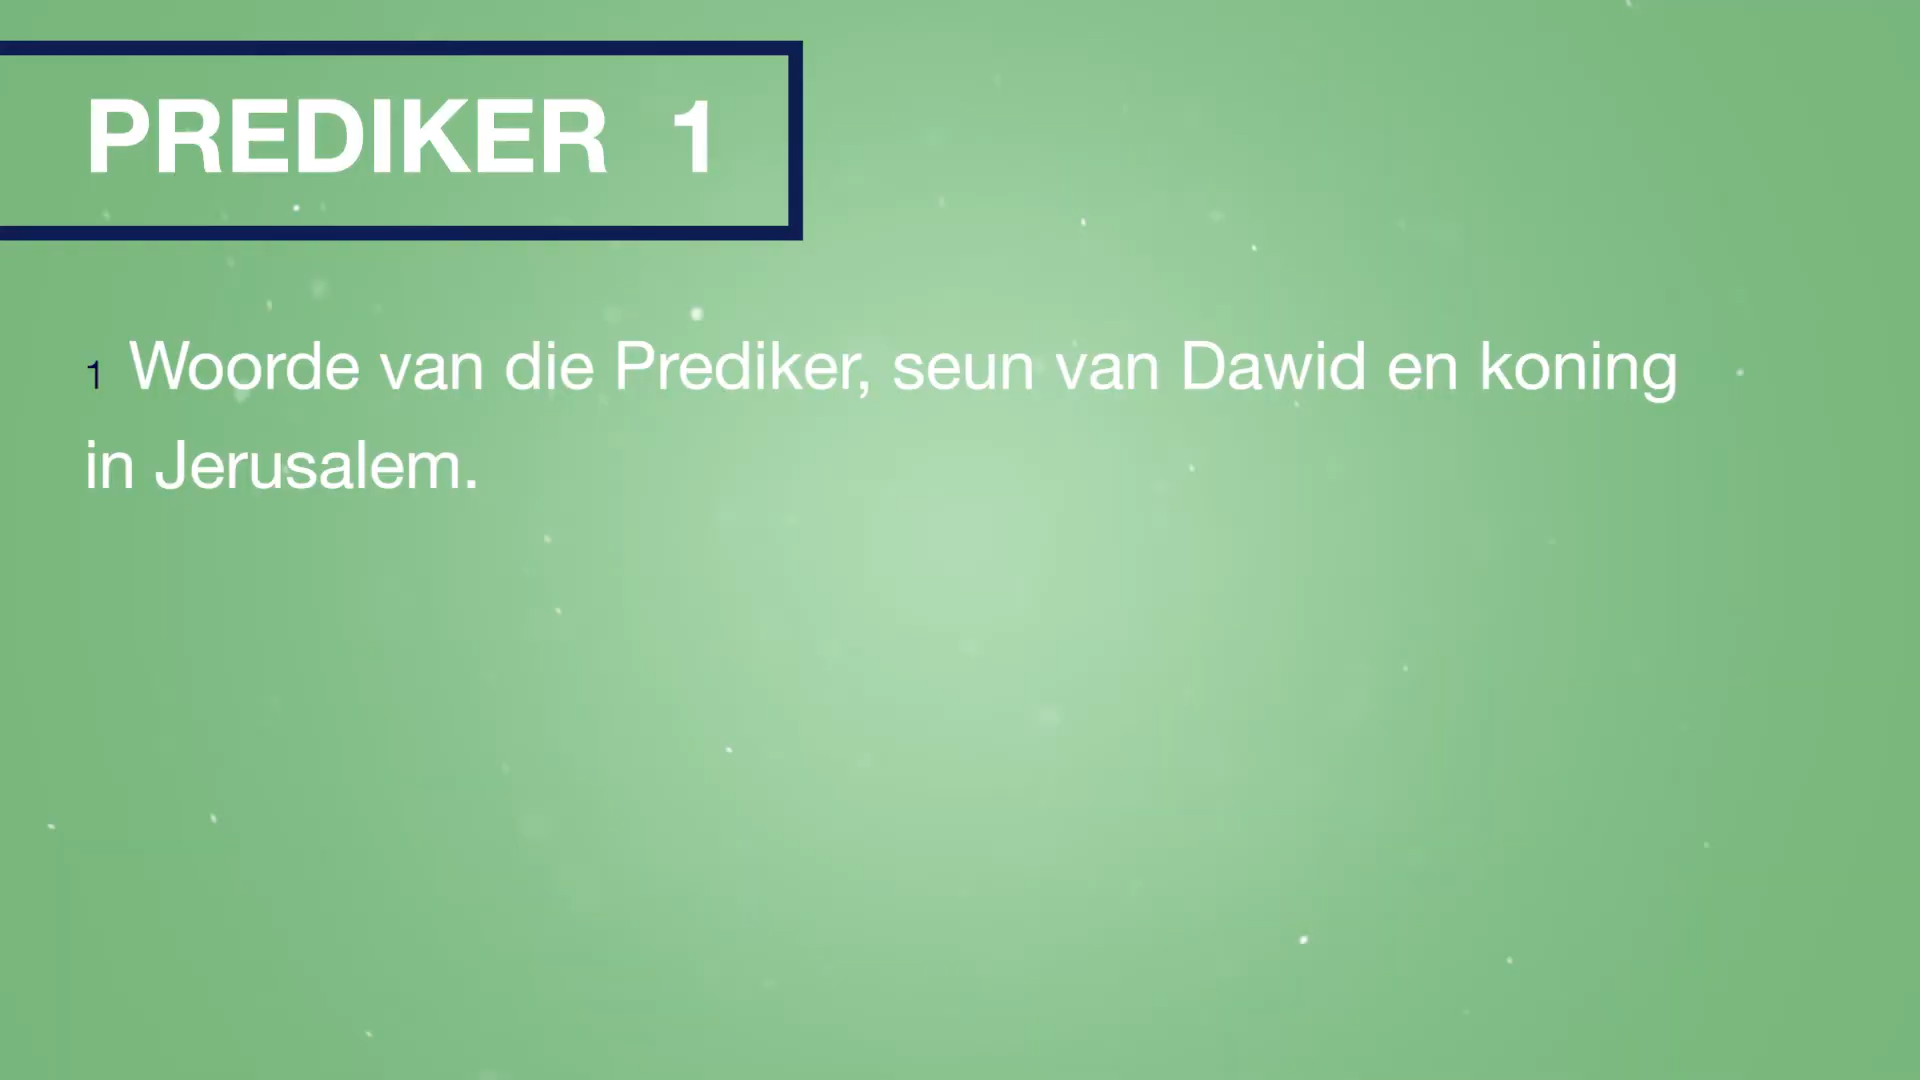 PREDIKER 1
1 Woorde van die Prediker, seun van Dawid en koning
in Jerusalem.